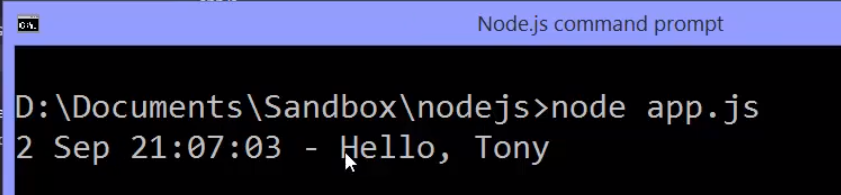 Node.js command prompt
D:\Documents\Sandbox\nodejs>node app.js
2 Sep 21:07:03 - Hello, Tony